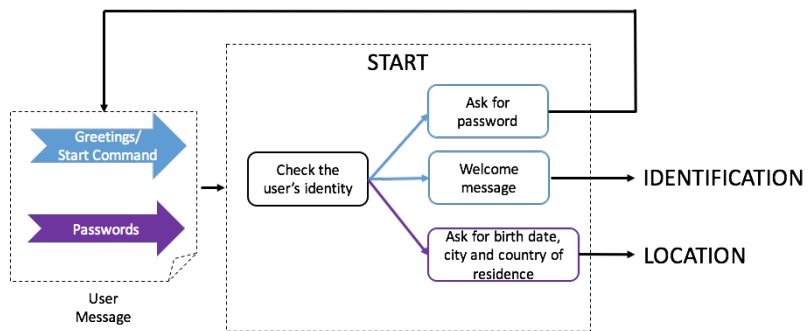 START
Greetings/
Start Command
Passwords
User
Message
Check the
user's identity
Ask for
password
Welcome
message
Ask for birth date,
city and country of
residence
IDENTIFICATION
LOCATION